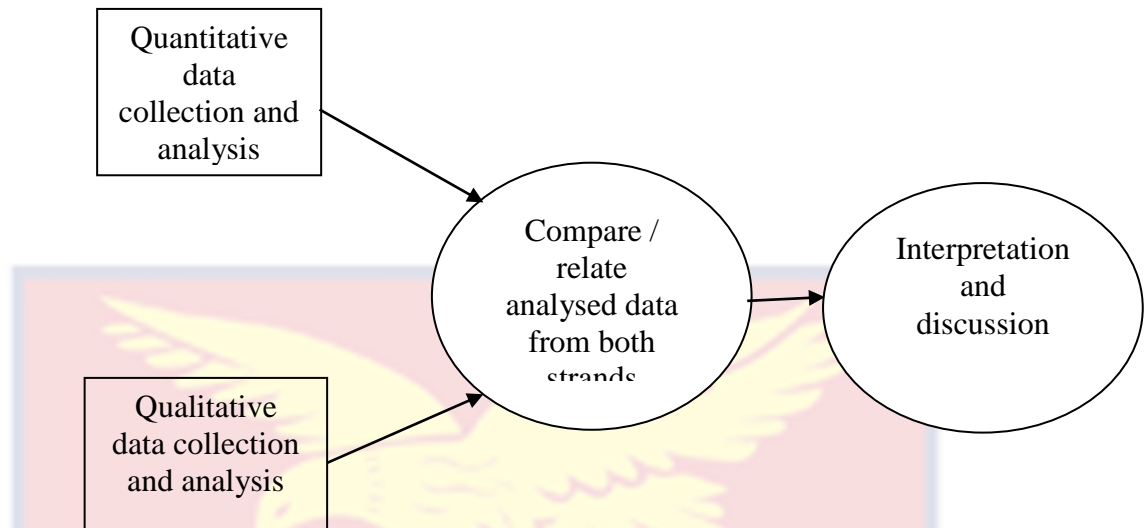 Quantitative
data
collection and
analysis
Compare /
relate
analysed data
from both
strands
Interpretation
and
discussion
Qualitative
data collection
and analysis